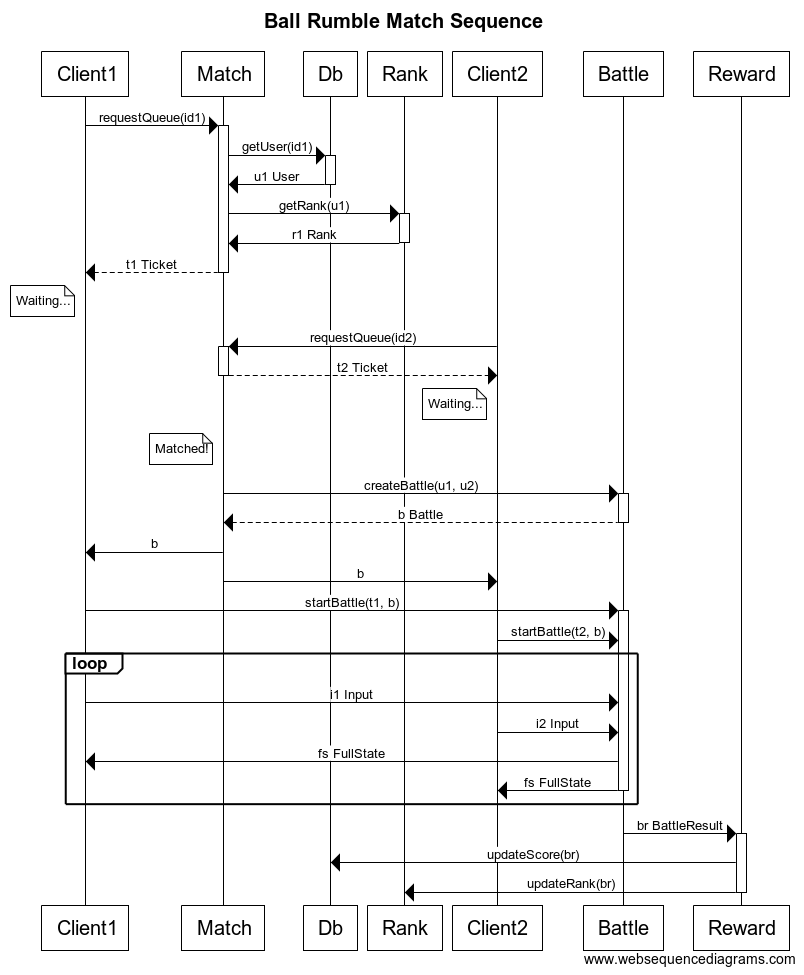 Ball Rumble Match Sequence
Client1 Match Db Rank Client2 Battle Reward
requestQueue(id1)
getUser(id1)
u1 User
getRank(u1)
r1 Rank
t1 Ticket
Waiting...
requestQueue(id2)
t2 Ticket
Waiting...
Matched!
createBattle(u1, u2)
b Battle
b
b
startBattle(t1, b)
startBattle(t2, b)
loop
i1 Input
i2 Input
fs FullState
fs FullState
br BattleResult
updateScore(br)
updateRank(br)
Client1 Match Db Rank Client2 Battle Reward
www.websequencediagrams.com